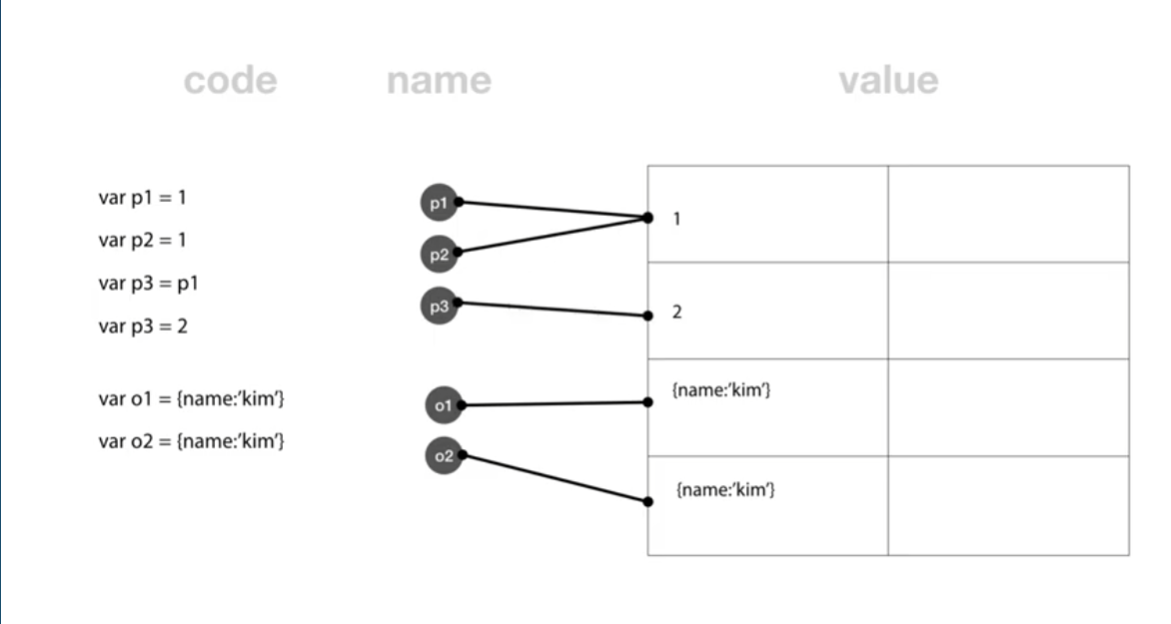 code name value
var p1 = 1
var p2 = 1
var p3 = p1
var p3 = 2
var o1 = {name:'kim'}
var o2 = {name:'kim'}
p1
p2
p3
o1
o2
1
2
{name:'kim'}
{name:'kim'}